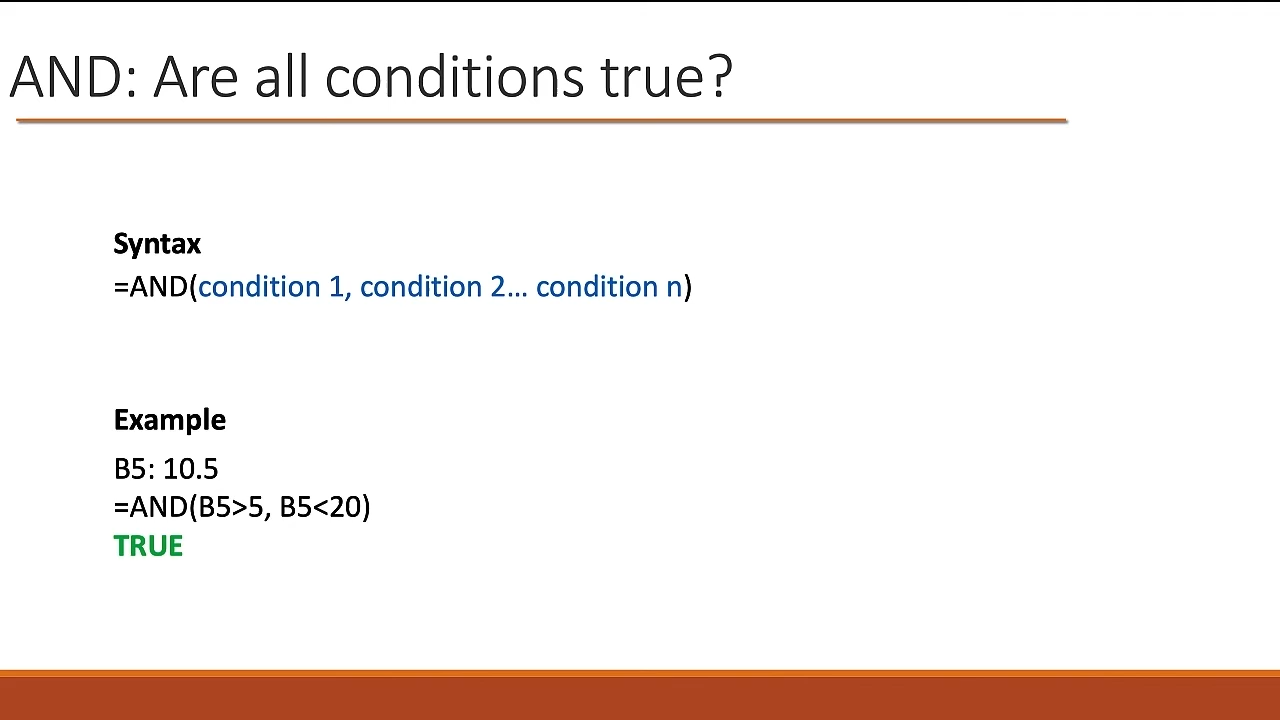 AND: Are all conditions true?
Syntax
=AND(condition 1, condition 2… condition n)
Example
B5: 10.5
=AND(B5>5, B5<20)
TRUE